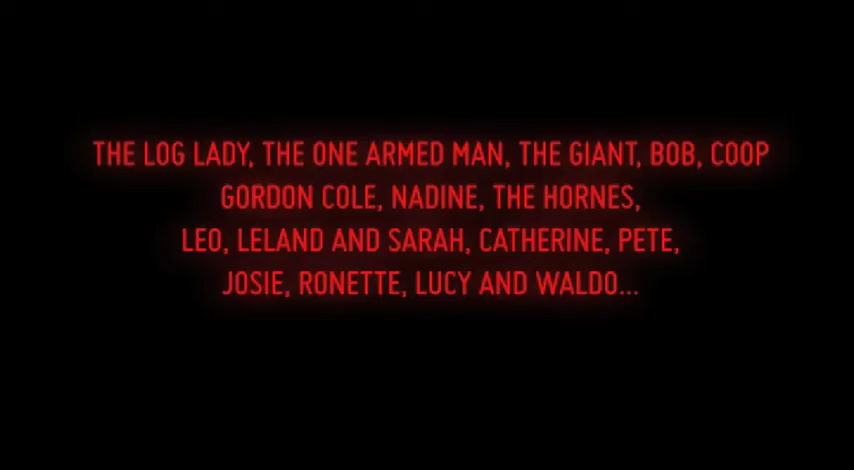 THE LOG LADY, THE ONE ARMED MAN, THE GIANT, BOB, COOP
GORDON COLE, NADINE, THE HORNES,
LEO, LELAND AND SARAH, CATHERINE, PETE,
JOSIE, RONETTE, LUCY AND WALDO...